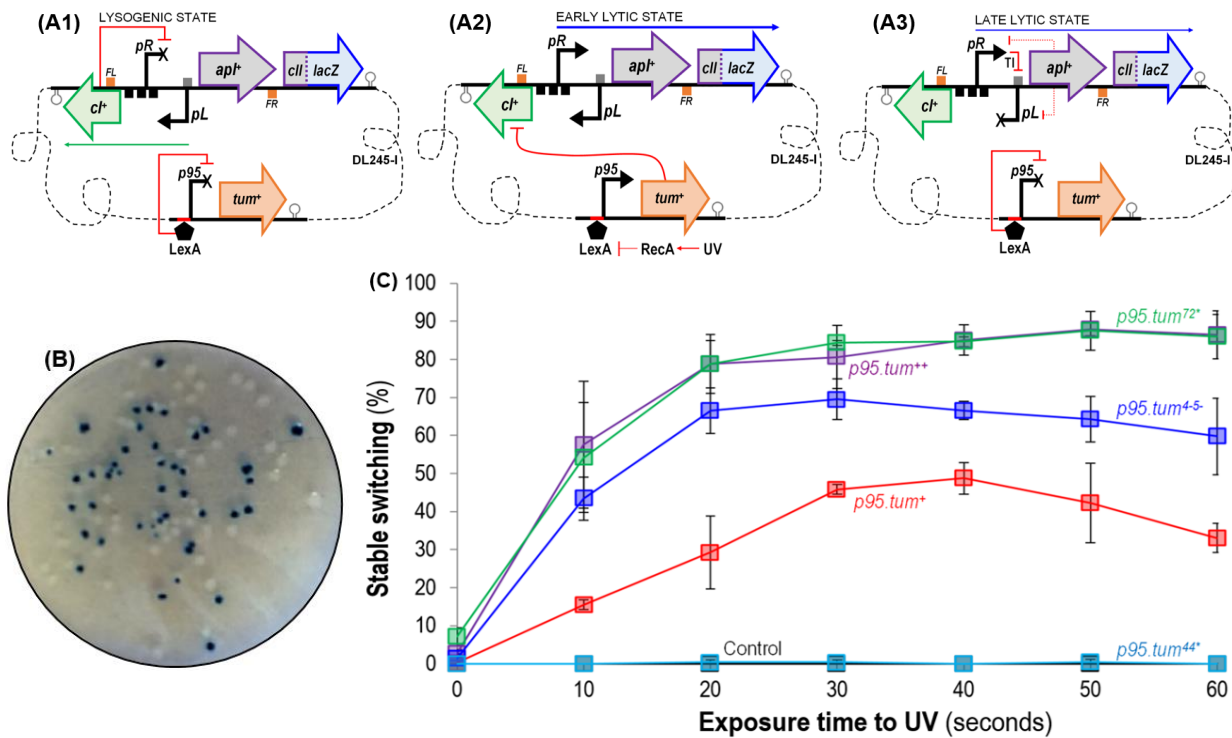 (A1)
LYSOGENIC STATE
FL
pR
X
apl⁺
cII
lacZ
cI⁺
pL
FR
DL245-I
p95
X
tum⁺
LexA
(A2)
EARLY LYTIC STATE
FL
pR
apl⁺
cII
lacZ
cI⁺
pL
FR
DL245-I
p95
tum⁺
LexA
RecA
UV
(A3)
LATE LYTIC STATE
FL
pR
TI
apl⁺
cII
lacZ
cI⁺
pL
X
FR
DL245-I
p95
X
tum⁺
LexA
(B)
(C)
Stable switching (%)
100
90
80
70
60
50
40
30
20
10
0
p95.tum⁷²*
p95.tum⁺⁺
p95.tum⁴⁻⁵⁻
p95.tum⁺
Control
p95.tum⁴⁴*
0 10 20 30 40 50 60
Exposure time to UV (seconds)